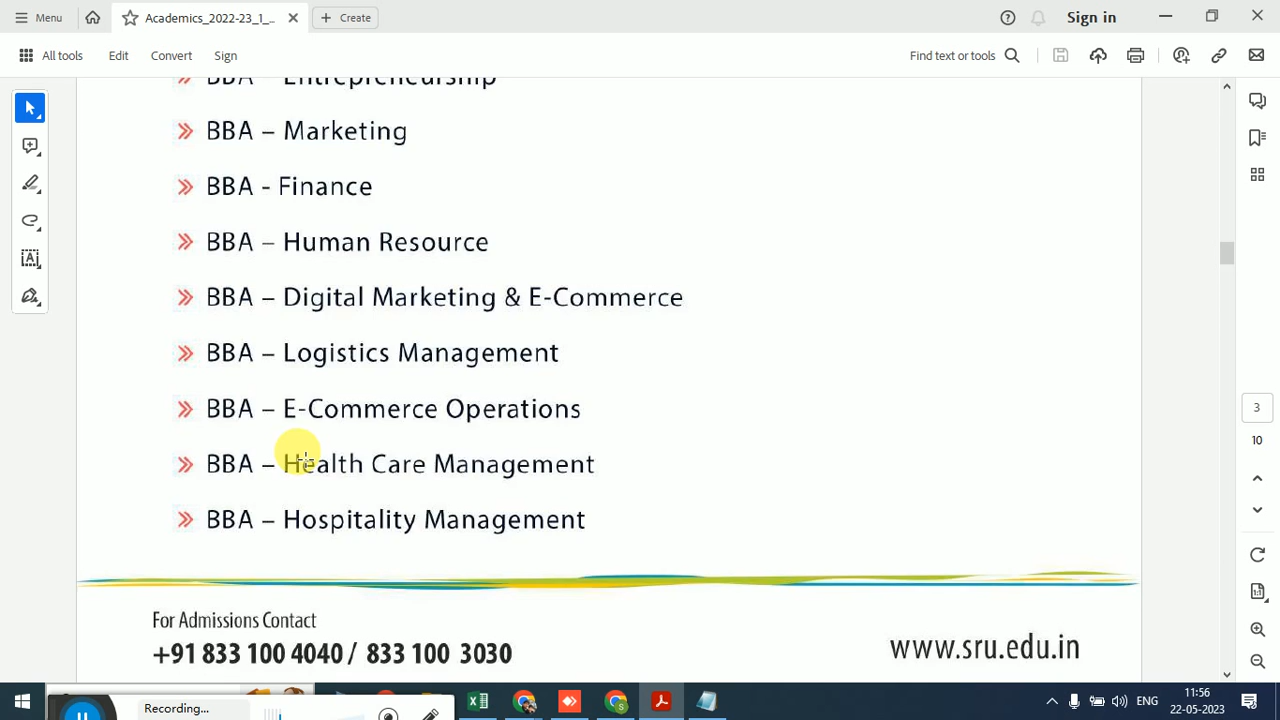 Menu
Academics_2022-23_1_...
Create
Sign in
All tools
Edit
Convert
Sign
Find text or tools
BBA – Entrepreneurship
BBA – Marketing
BBA - Finance
BBA – Human Resource
BBA – Digital Marketing & E-Commerce
BBA – Logistics Management
BBA – E-Commerce Operations
BBA – Health Care Management
BBA – Hospitality Management
3
10
For Admissions Contact
+91 833 100 4040 / 833 100 3030
www.sru.edu.in
Recording...
ENG
11:56
22-05-2023